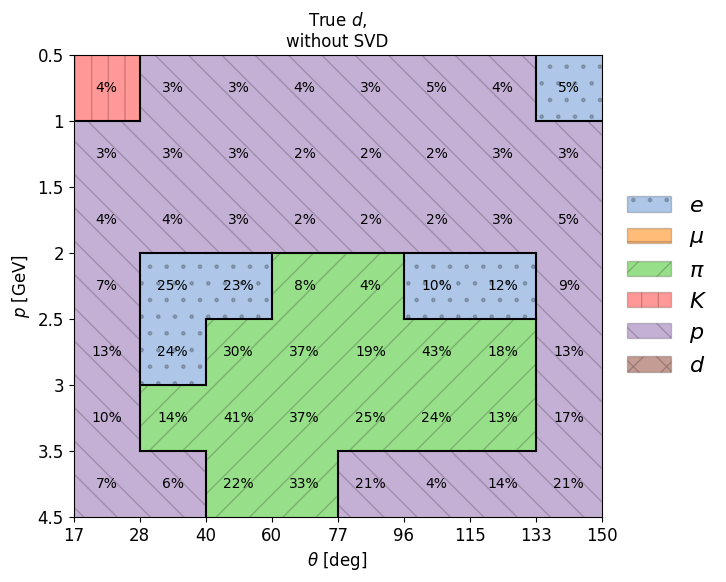 True d,
without SVD
0.5
4% 3% 3% 4% 3% 5% 4% 5%
1
3% 3% 3% 2% 2% 2% 3% 3%
1.5
4% 4% 3% 2% 2% 2% 3% 5%
2
7% 25% 23% 8% 4% 10% 12% 9%
2.5
13% 24% 30% 37% 19% 43% 18% 13%
3
10% 14% 41% 37% 25% 24% 13% 17%
3.5
7% 6% 22% 33% 21% 4% 14% 21%
4.5
p [GeV]
17 28 40 60 77 96 115 133 150
θ [deg]
e
μ
π
K
p
d